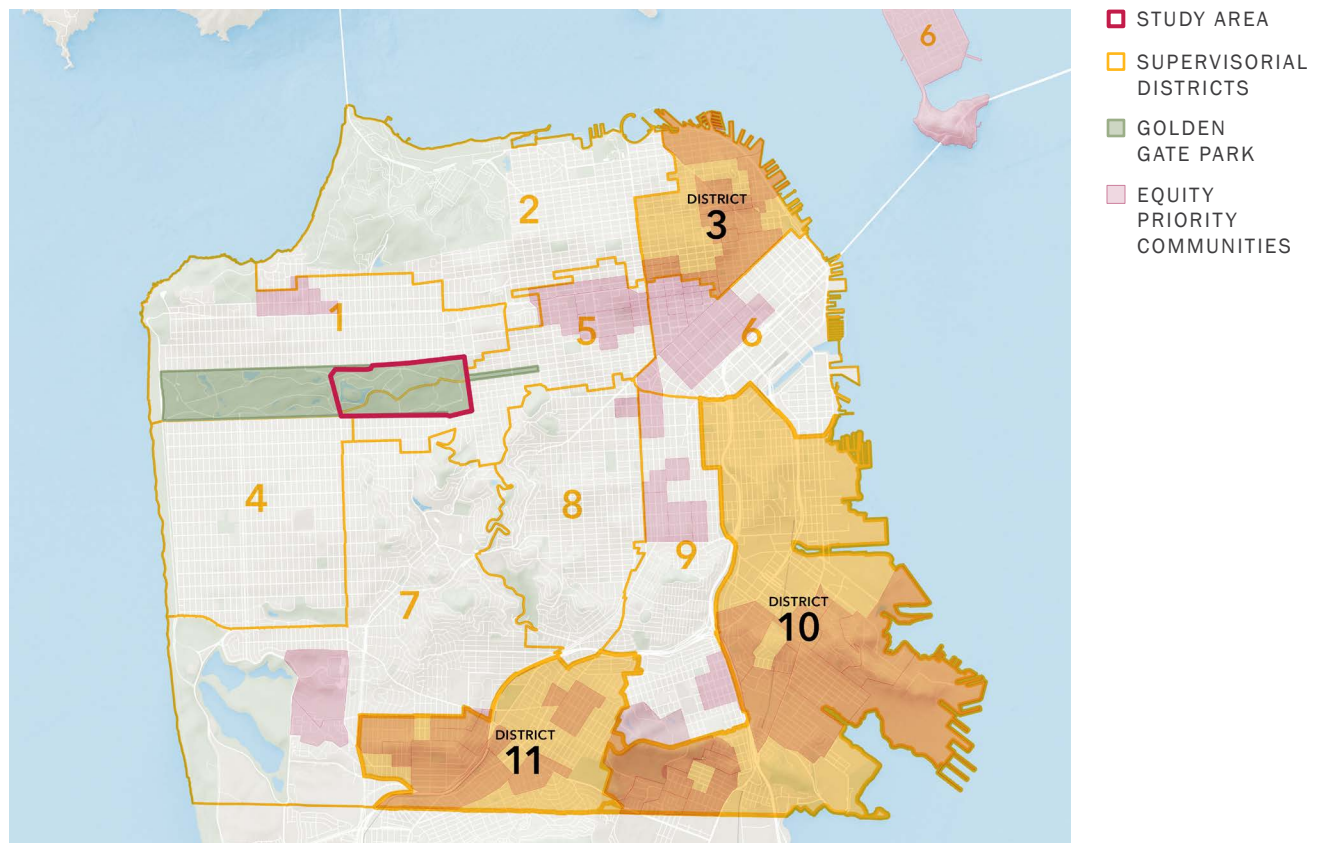 6
2
DISTRICT
3
1
5
6
4
8
9
7
DISTRICT
10
DISTRICT
11
STUDY AREA
SUPERVISORIAL
DISTRICTS
GOLDEN
GATE PARK
EQUITY
PRIORITY
COMMUNITIES